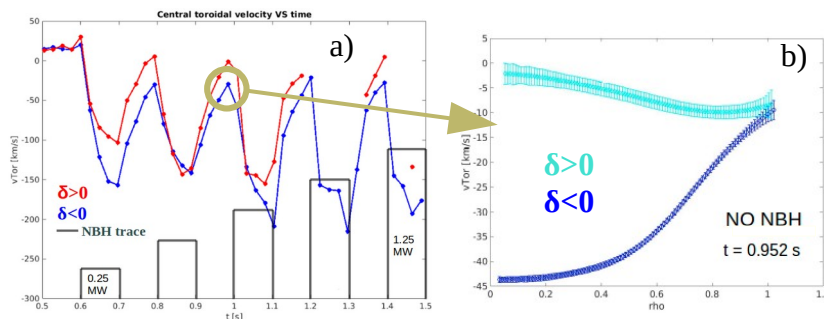 Central toroidal velocity VS time
a)
vTor [km/s]
50
0
-50
-100
-150
-200
-250
-300
δ>0
δ<0
NBH trace
0.25
MW
1.25
MW
0.5
0.6
0.7
0.8
0.9
1
1.1
1.2
1.3
1.4
1.5
t [s]
b)
vTor [km/s]
5
0
-5
-10
-15
-20
-25
-30
-35
-40
-45
δ>0
δ<0
NO NBH
t = 0.952 s
0
0.2
0.4
0.6
0.8
1
rho